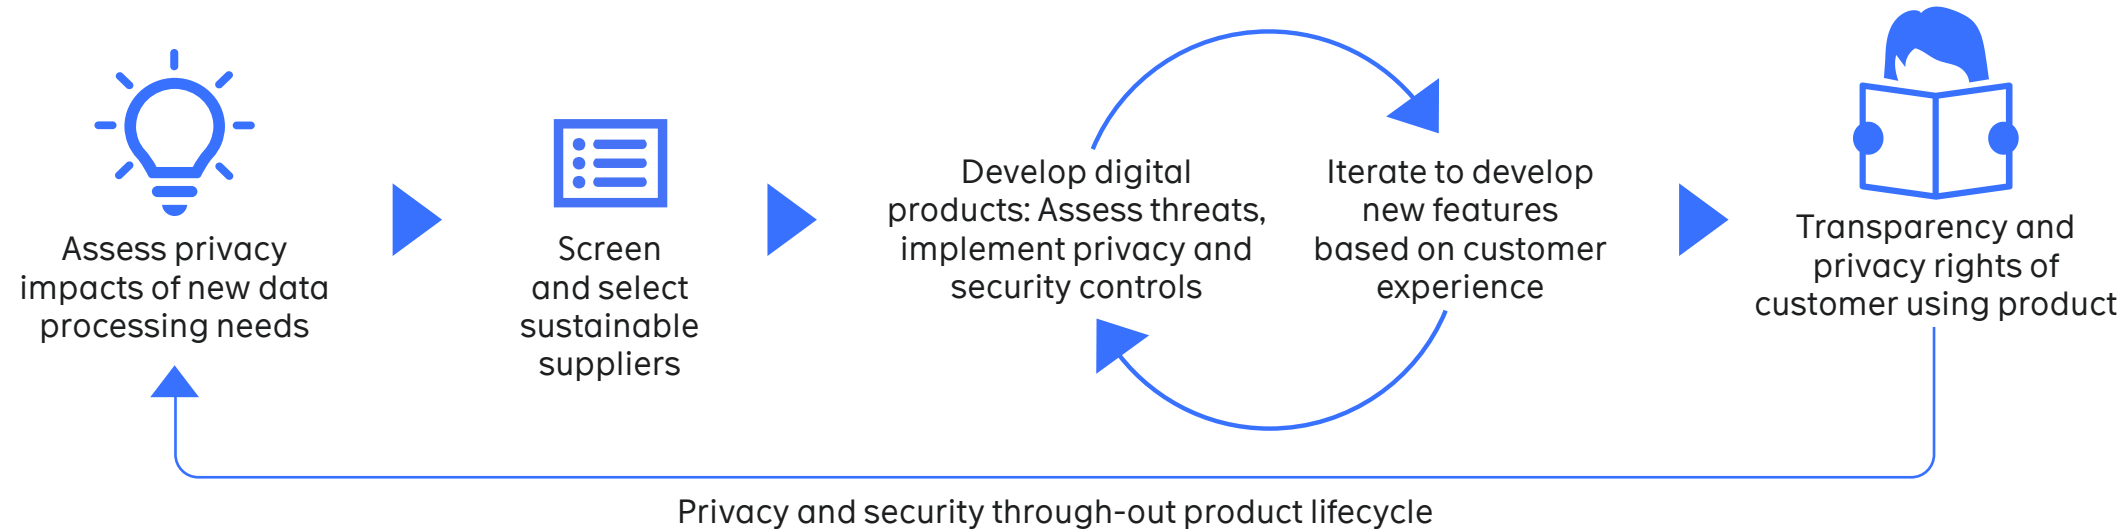 Assess privacy
impacts of new data
processing needs
Screen
and select
sustainable
suppliers
Develop digital
products: Assess threats,
implement privacy and
security controls
Iterate to develop
new features
based on customer
experience
Transparency and
privacy rights of
customer using product
Privacy and security through-out product lifecycle